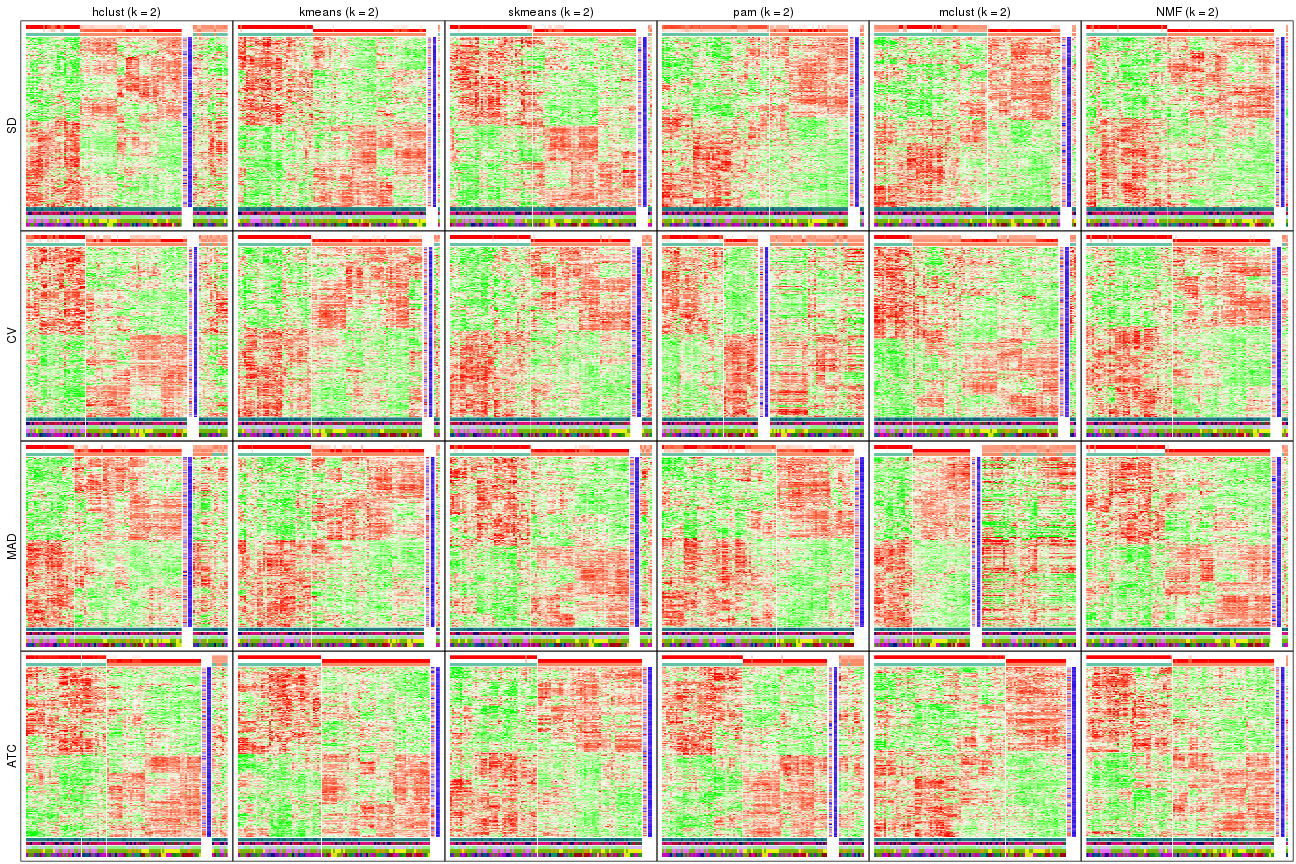 hclust (k = 2) kmeans (k = 2) skmeans (k = 2) pam (k = 2) mclust (k = 2) NMF (k = 2)
SD
CV
MAD
ATC